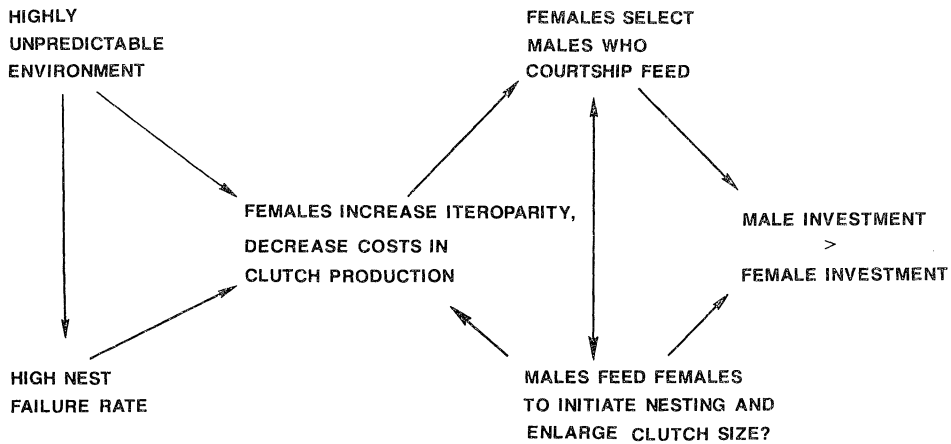 HIGHLY
UNPREDICTABLE
ENVIRONMENT
FEMALES SELECT
MALES WHO
COURTSHIP FEED
FEMALES INCREASE ITEROPARITY,
DECREASE COSTS IN
CLUTCH PRODUCTION
MALE INVESTMENT
>
FEMALE INVESTMENT
HIGH NEST
FAILURE RATE
MALES FEED FEMALES
TO INITIATE NESTING AND
ENLARGE CLUTCH SIZE?